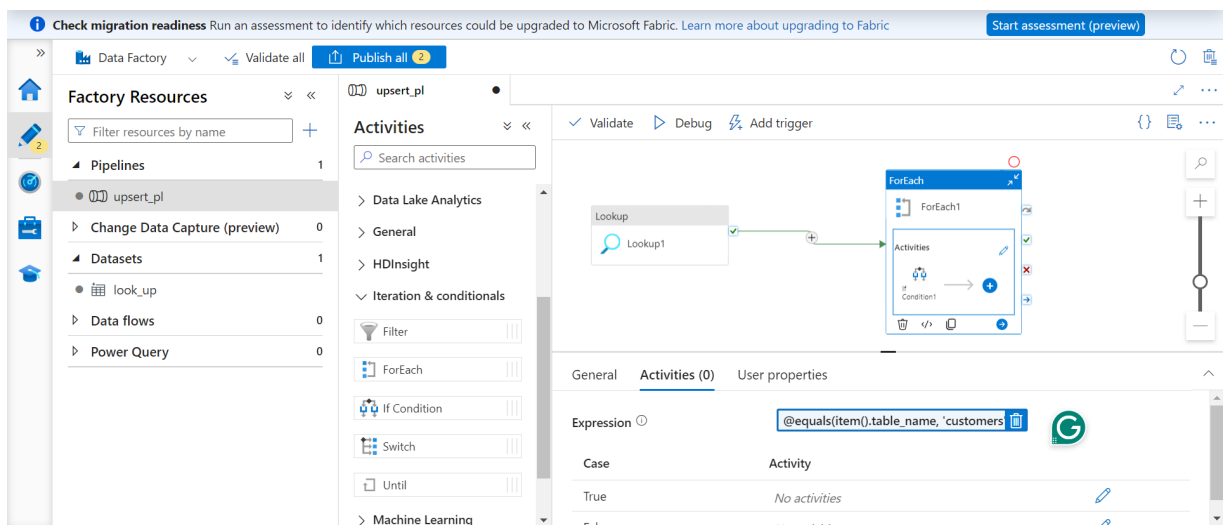 Check migration readiness Run an assessment to identify which resources could be upgraded to Microsoft Fabric. Learn more about upgrading to Fabric
Start assessment (preview)
Data Factory
Validate all
Publish all 2
2
Factory Resources
Filter resources by name
Pipelines 1
upsert_pl
Change Data Capture (preview) 0
Datasets 1
look_up
Data flows 0
Power Query 0
upsert_pl
Activities
Search activities
Data Lake Analytics
General
HDInsight
Iteration & conditionals
Filter
ForEach
If Condition
Switch
Until
Machine Learning
Validate
Debug
Add trigger
Lookup
Lookup1
ForEach
ForEach1
Activities
If
Condition1
General
Activities (0)
User properties
Expression
@equals(item().table_name, 'customers'
Case Activity
True No activities